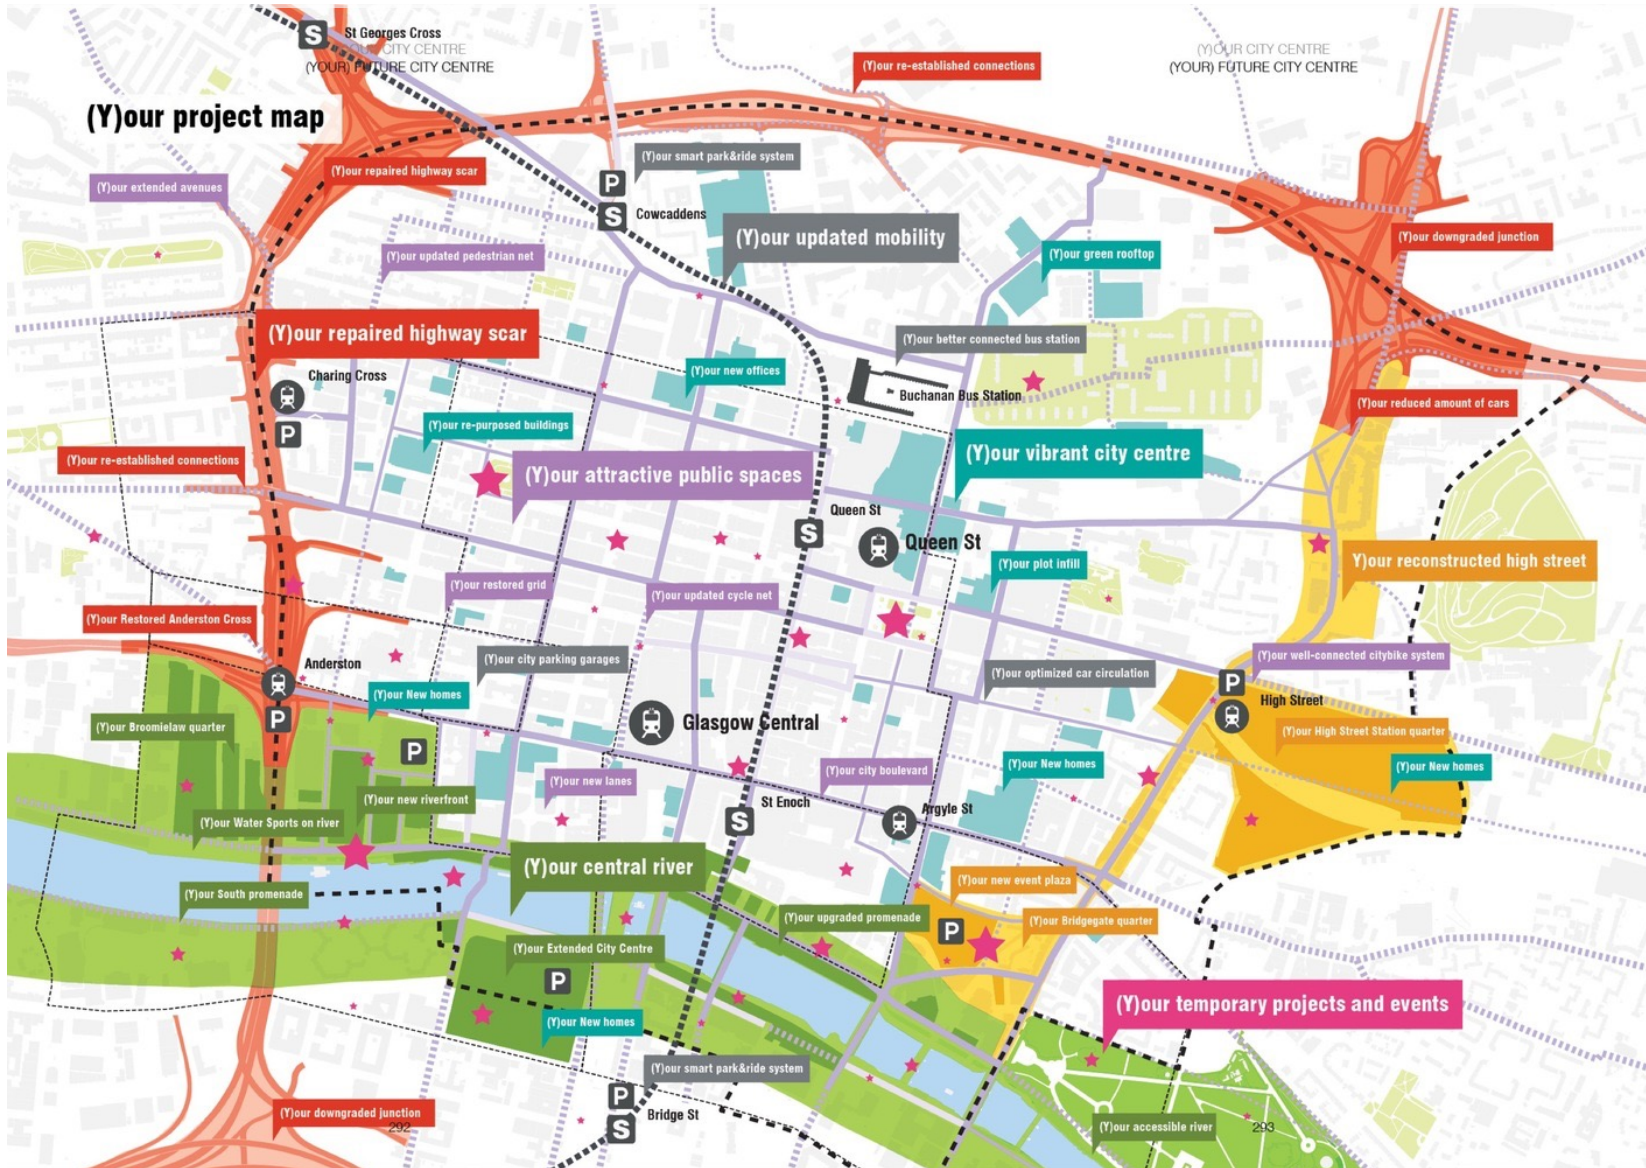 St Georges Cross
(Y)OUR CITY CENTRE
(YOUR) FUTURE CITY CENTRE
(Y)OUR CITY CENTRE
(YOUR) FUTURE CITY CENTRE
(Y)our re-established connections
(Y)our project map
(Y)our smart park&ride system
(Y)our repaired highway scar
(Y)our extended avenues
P
S
Cowcaddens
(Y)our updated mobility
(Y)our downgraded junction
(Y)our updated pedestrian net
(Y)our green rooftop
(Y)our repaired highway scar
(Y)our better connected bus station
Charing Cross
P
(Y)our new offices
Buchanan Bus Station
(Y)our reduced amount of cars
(Y)our re-purposed buildings
(Y)our re-established connections
(Y)our attractive public spaces
(Y)our vibrant city centre
Queen St
S
Queen St
(Y)our reconstructed high street
(Y)our plot infill
(Y)our restored grid
(Y)our updated cycle net
(Y)our Restored Anderston Cross
Anderston
P
(Y)our city parking garages
(Y)our well-connected citybike system
(Y)our optimized car circulation
P
High Street
(Y)our New homes
(Y)our Broomielaw quarter
Glasgow Central
(Y)our High Street Station quarter
P
(Y)our New homes
(Y)our New homes
(Y)our city boulevard
(Y)our new lanes
(Y)our new riverfront
St Enoch
S
Argyle St
(Y)our Water Sports on river
(Y)our central river
(Y)our new event plaza
(Y)our South promenade
(Y)our upgraded promenade
(Y)our Bridgegate quarter
P
(Y)our Extended City Centre
P
(Y)our temporary projects and events
(Y)our New homes
(Y)our smart park&ride system
P
S
Bridge St
(Y)our downgraded junction
292
(Y)our accessible river
293
S